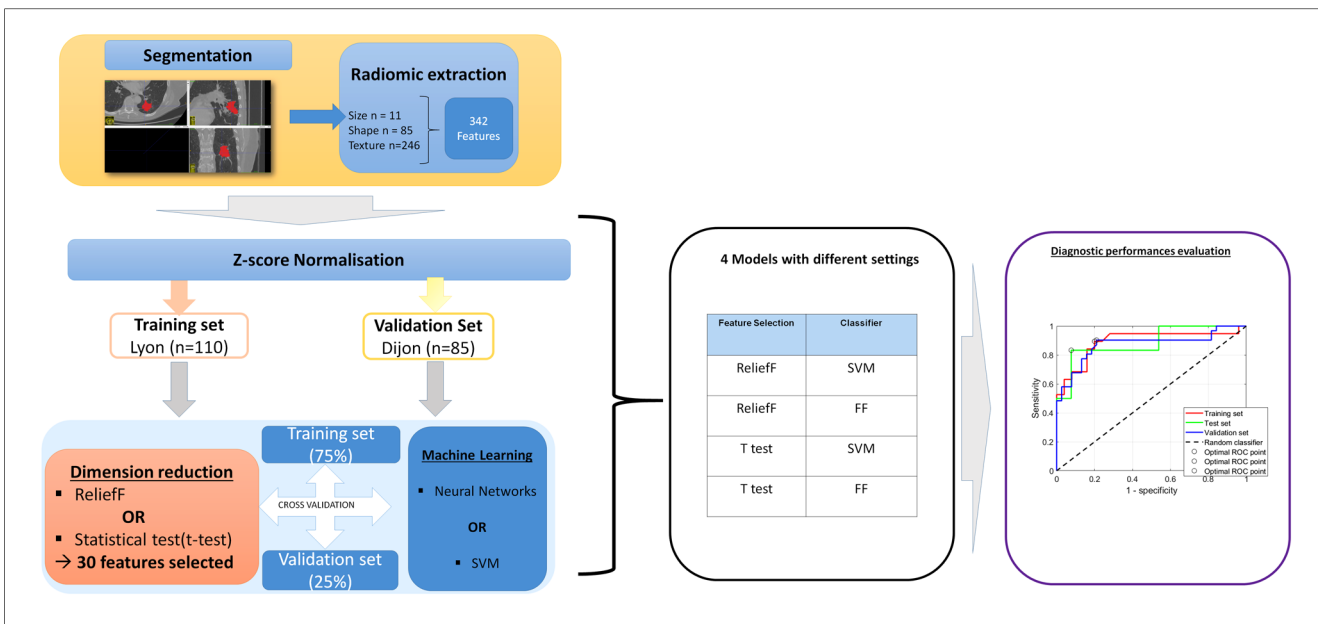 Segmentation
Radiomic extraction
Size n = 11
Shape n = 85
Texture n=246
342
Features
Z-score Normalisation
Training set
Lyon (n=110)
Validation Set
Dijon (n=85)
Dimension reduction
▪ ReliefF
OR
▪ Statistical test(t-test)
→ 30 features selected
Training set
(75%)
CROSS VALIDATION
Validation set
(25%)
Machine Learning
▪ Neural Networks
OR
▪ SVM
4 Models with different settings
Feature Selection Classifier
ReliefF SVM
ReliefF FF
T test SVM
T test FF
Diagnostic performances evaluation
Sensitivity
1
0.8
0.6
0.4
0.2
0
0 0.2 0.4 0.6 0.8 1
1 - specificity
Training set
Test set
Validation set
Random classifier
Optimal ROC point
Optimal ROC point
Optimal ROC point